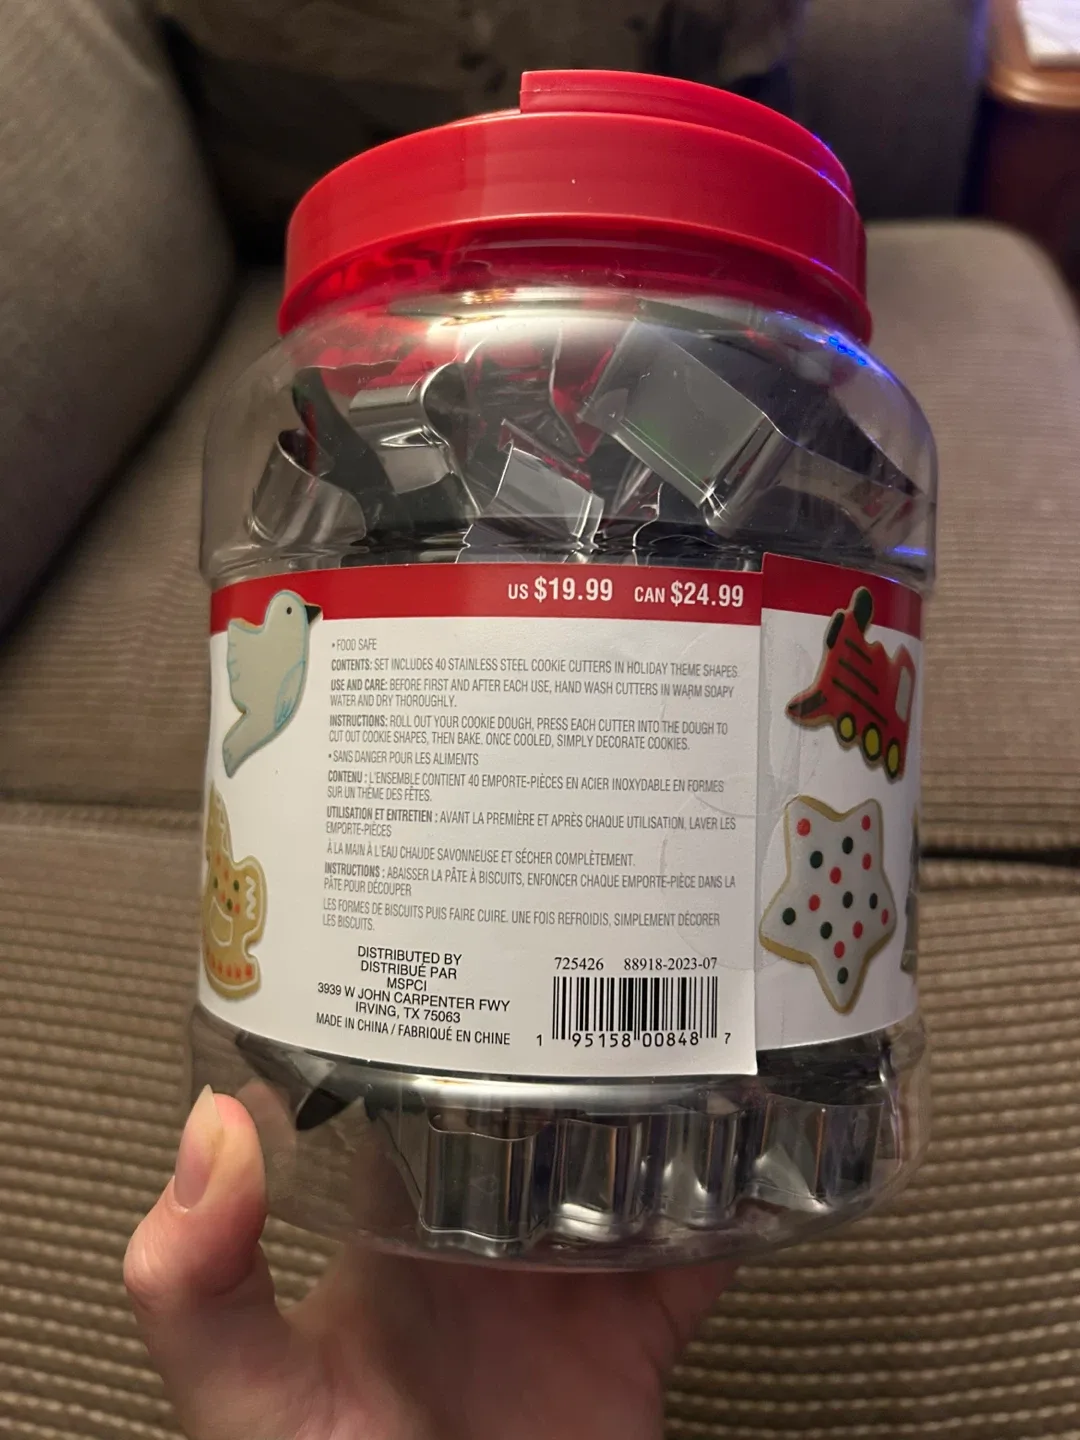 US $19.99 CAN $24.99
• FOOD SAFE
CONTENTS: SET INCLUDES 40 STAINLESS STEEL COOKIE CUTTERS IN HOLIDAY THEME SHAPES.
USE AND CARE: BEFORE FIRST AND AFTER EACH USE, HAND WASH CUTTERS IN WARM SOAPY
WATER AND DRY THOROUGHLY.
INSTRUCTIONS: ROLL OUT YOUR COOKIE DOUGH, PRESS EACH CUTTER INTO THE DOUGH TO
CUT OUT COOKIE SHAPES, THEN BAKE. ONCE COOLED, SIMPLY DECORATE COOKIES.
• SANS DANGER POUR LES ALIMENTS
CONTENU : L'ENSEMBLE CONTIENT 40 EMPORTE-PIÈCES EN ACIER INOXYDABLE EN FORMES
SUR UN THÈME DES FÊTES.
UTILISATION ET ENTRETIEN : AVANT LA PREMIÈRE ET APRÈS CHAQUE UTILISATION, LAVER LES
EMPORTE-PIÈCES
À LA MAIN À L'EAU CHAUDE SAVONNEUSE ET SÉCHER COMPLÈTEMENT.
INSTRUCTIONS : ABAISSER LA PÂTE À BISCUITS, ENFONCER CHAQUE EMPORTE-PIÈCE DANS LA
PÂTE POUR DÉCOUPER
LES FORMES DE BISCUITS PUIS FAIRE CUIRE. UNE FOIS REFROIDIS, SIMPLEMENT DÉCORER
LES BISCUITS.
DISTRIBUTED BY
DISTRIBUÉ PAR
MSPCI
3939 W JOHN CARPENTER FWY
IRVING, TX 75063
MADE IN CHINA / FABRIQUÉ EN CHINE
725426 88918-2023-07
1 95158 00848 7